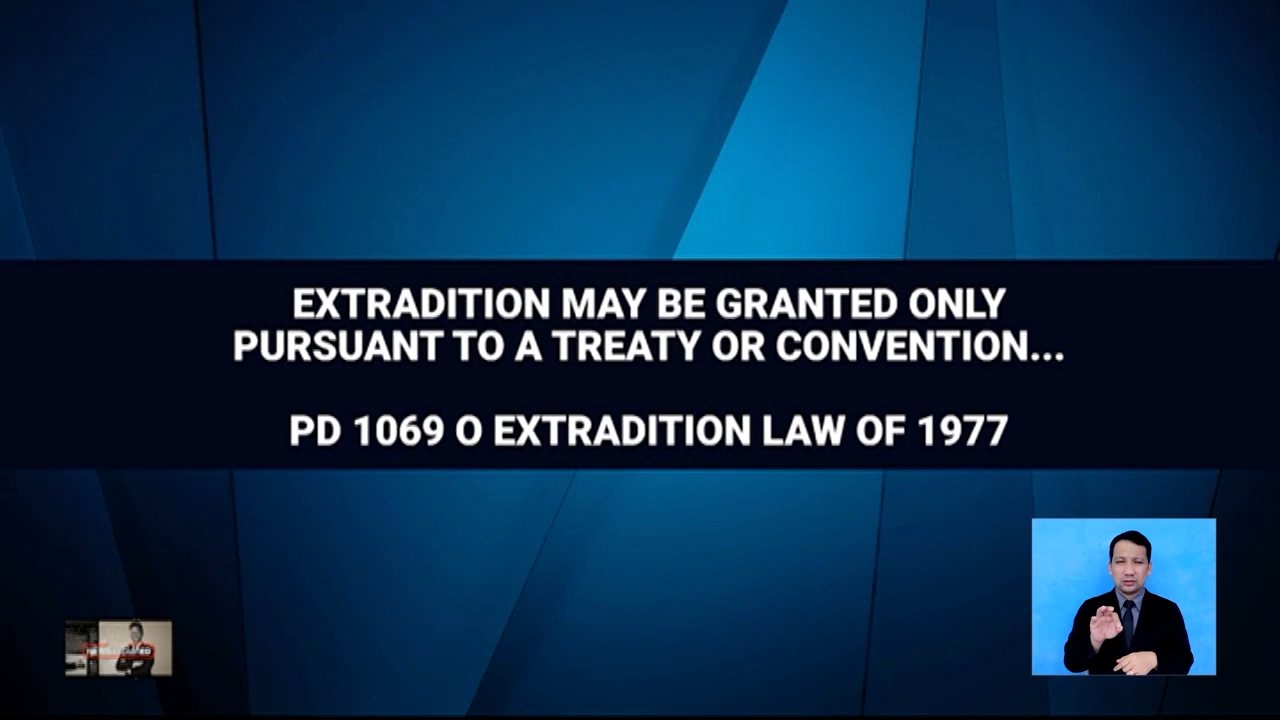 EXTRADITION MAY BE GRANTED ONLY
PURSUANT TO A TREATY OR CONVENTION...
PD 1069 O EXTRADITION LAW OF 1977